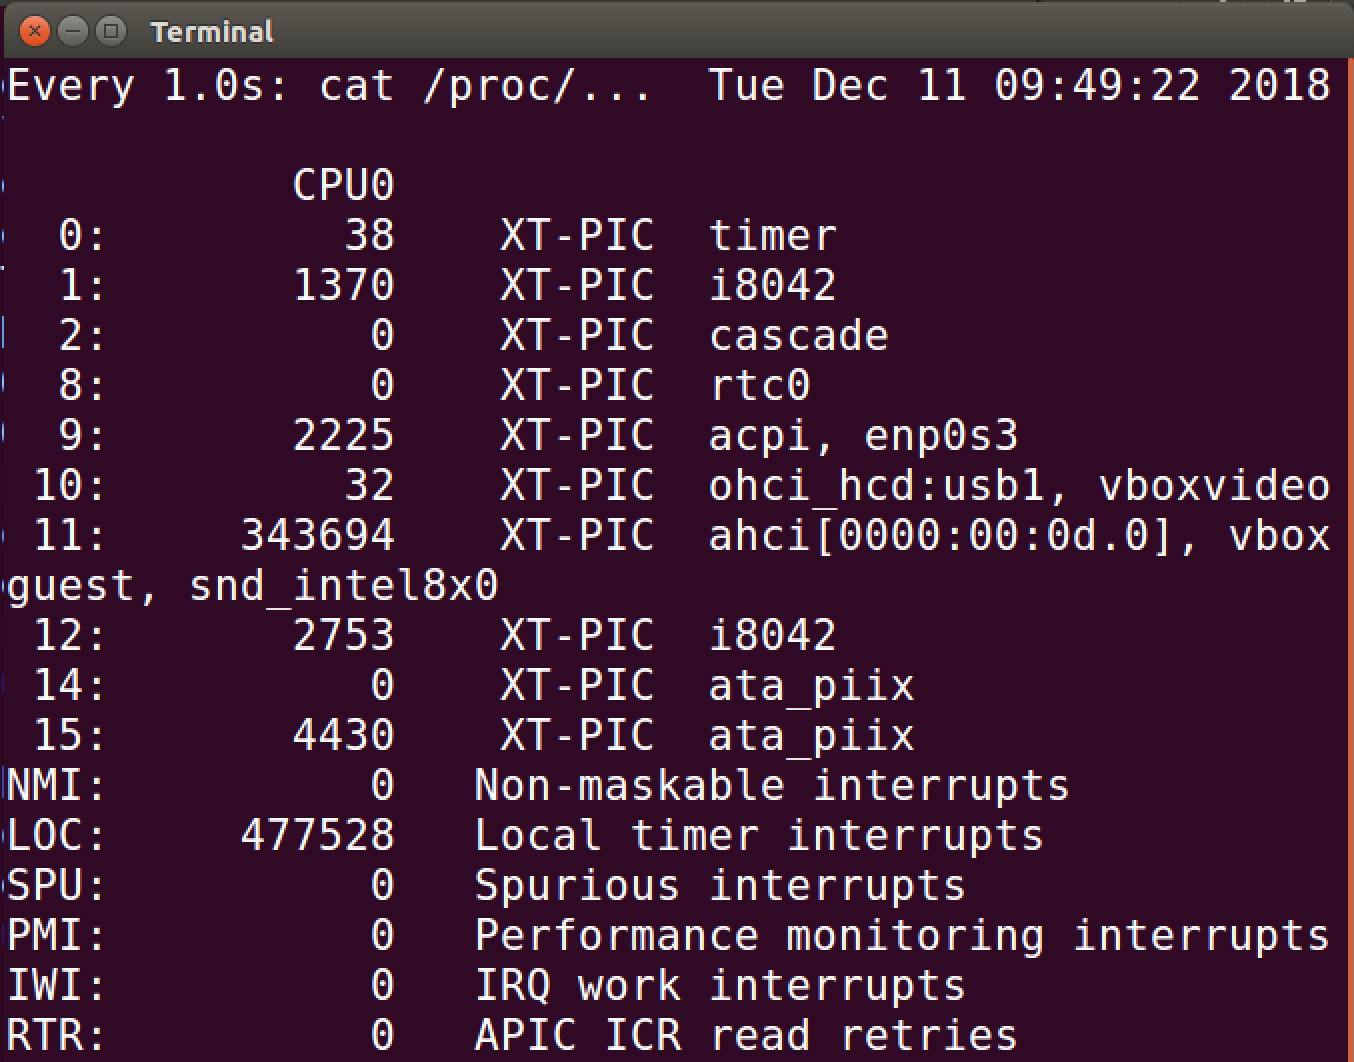 Terminal
Every 1.0s: cat /proc/...  Tue Dec 11 09:49:22 2018
           CPU0
  0:         38    XT-PIC  timer
  1:       1370    XT-PIC  i8042
  2:          0    XT-PIC  cascade
  8:          0    XT-PIC  rtc0
  9:       2225    XT-PIC  acpi, enp0s3
 10:         32    XT-PIC  ohci_hcd:usb1, vboxvideo
 11:     343694    XT-PIC  ahci[0000:00:0d.0], vbox
guest, snd_intel8x0
 12:       2753    XT-PIC  i8042
 14:          0    XT-PIC  ata_piix
 15:       4430    XT-PIC  ata_piix
NMI:          0   Non-maskable interrupts
LOC:     477528   Local timer interrupts
SPU:          0   Spurious interrupts
PMI:          0   Performance monitoring interrupts
IWI:          0   IRQ work interrupts
RTR:          0   APIC ICR read retries